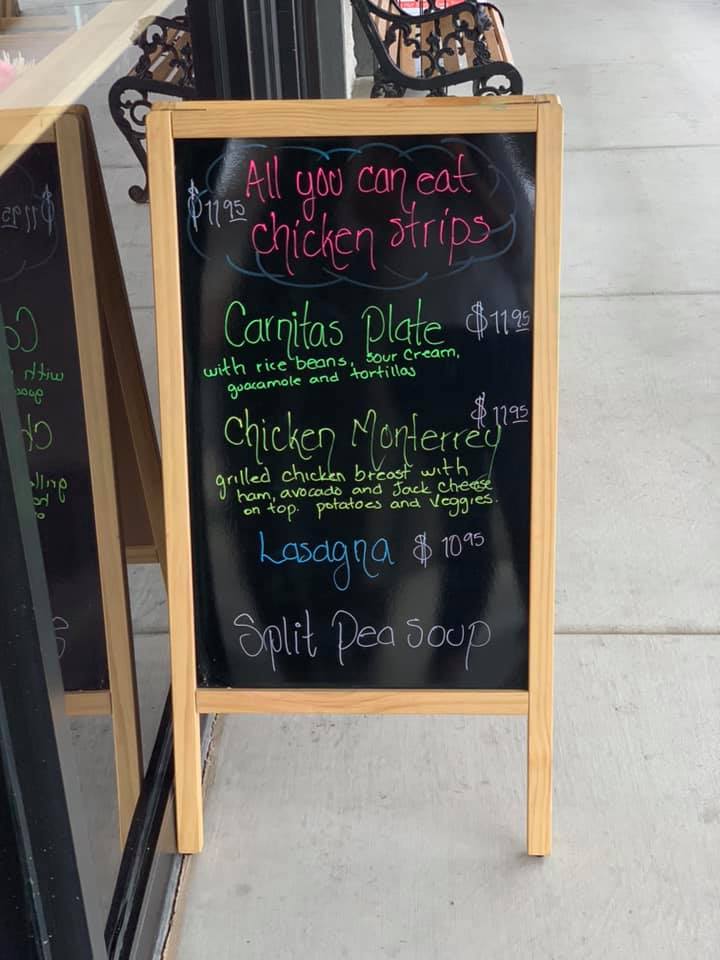 All you can eat
$11.95
chicken strips
Carnitas Plate $11.95
with rice beans, sour cream,
guacamole and tortillas
$11.95
Chicken Monterrey
grilled chicken breast with
ham, avocado and Jack cheese
on top. potatoes and Veggies.
Lasagna $10.95
Split Pea Soup